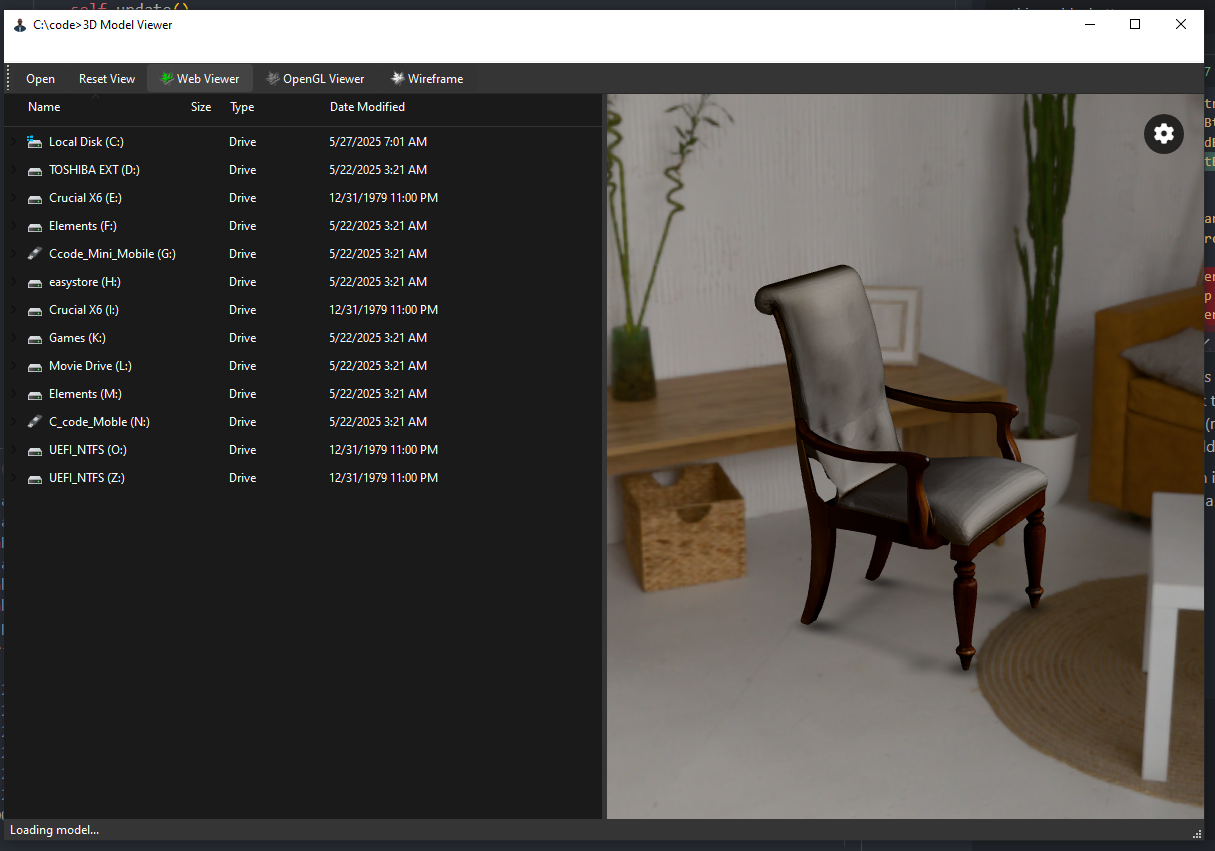 self.update()
C:\code>3D Model Viewer
Open Reset View Web Viewer OpenGL Viewer Wireframe
Name Size Type Date Modified
Local Disk (C:) Drive 5/27/2025 7:01 AM
TOSHIBA EXT (D:) Drive 5/22/2025 3:21 AM
Crucial X6 (E:) Drive 12/31/1979 11:00 PM
Elements (F:) Drive 5/22/2025 3:21 AM
Ccode_Mini_Mobile (G:) Drive 5/22/2025 3:21 AM
easystore (H:) Drive 5/22/2025 3:21 AM
Crucial X6 (I:) Drive 12/31/1979 11:00 PM
Games (K:) Drive 5/22/2025 3:21 AM
Movie Drive (L:) Drive 5/22/2025 3:21 AM
Elements (M:) Drive 5/22/2025 3:21 AM
C_code_Moble (N:) Drive 5/22/2025 3:21 AM
UEFI_NTFS (O:) Drive 12/31/1979 11:00 PM
UEFI_NTFS (Z:) Drive 12/31/1979 11:00 PM
Loading model...